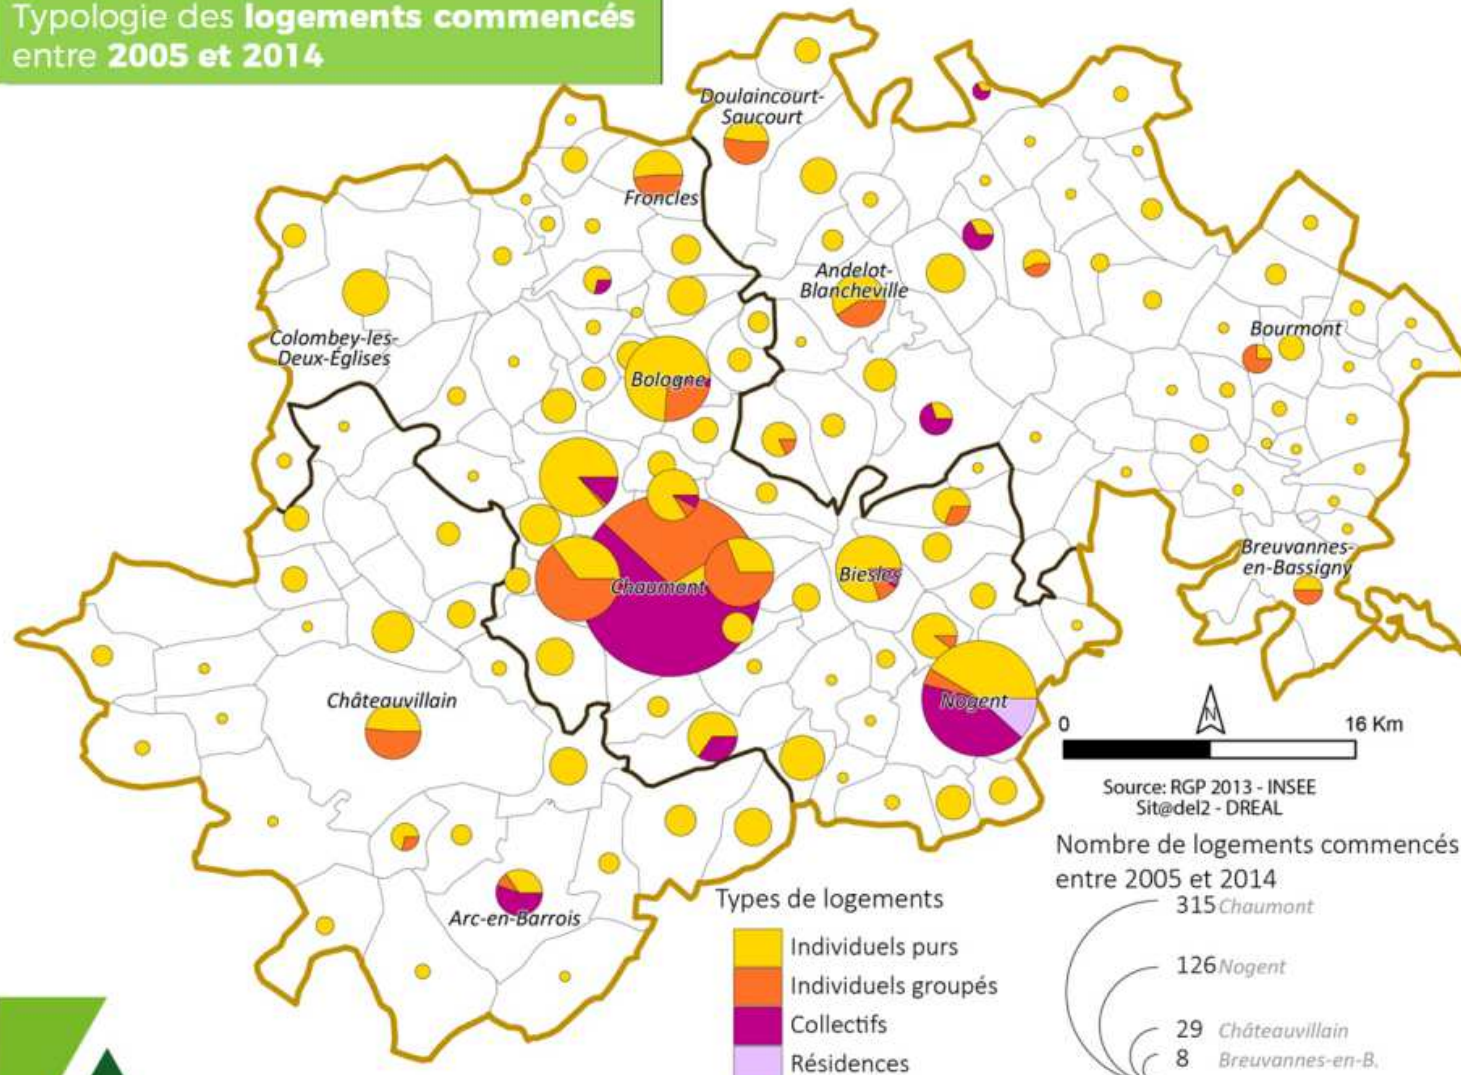 Typologie des logements commencés
entre 2005 et 2014
Doulaincourt-
Saucourt
Froncles
Andelot-
Blancheville
Colombey-les-
Deux-Églises
Bourmont
Bologne
Breuvannes-
en-Bassigny
Biesles
Chaumont
Châteauvillain
Nogent
Arc-en-Barrois
N
0 16 Km
Source: RGP 2013 - INSEE
Sit@del2 - DREAL
Nombre de logements commencés
entre 2005 et 2014
315 Chaumont
126 Nogent
29 Châteauvillain
8 Breuvannes-en-B.
Types de logements
Individuels purs
Individuels groupés
Collectifs
Résidences